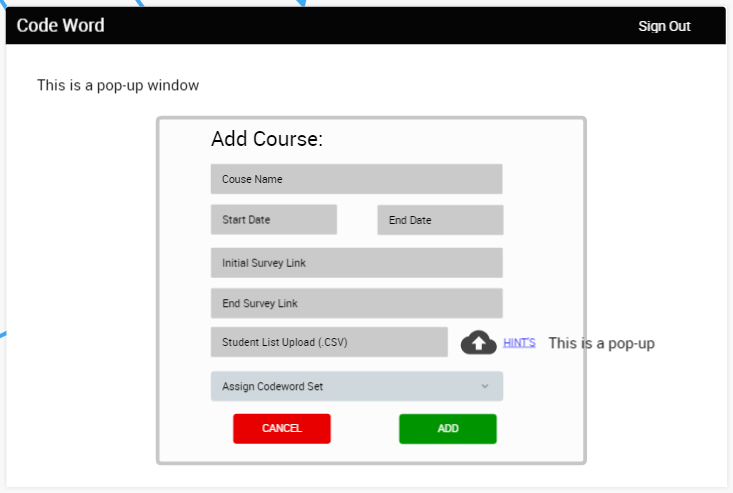 Code Word
Sign Out
This is a pop-up window
Add Course:
Couse Name
Start Date
End Date
Initial Survey Link
End Survey Link
Student List Upload (.CSV)
HINT'S
This is a pop-up
Assign Codeword Set
CANCEL
ADD